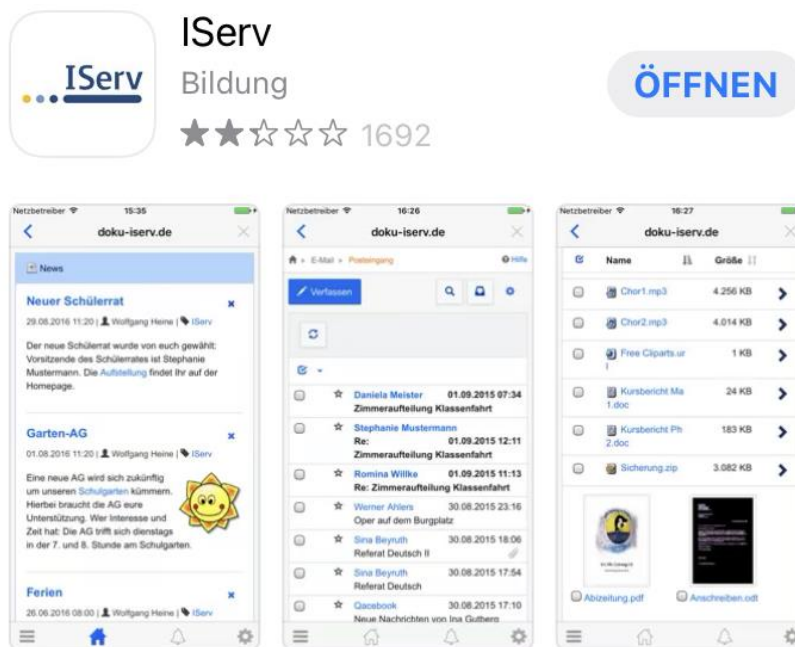 IServ
IServ
Bildung
ÖFFNEN
1692
Netzbetreiber 15:35
doku-iserv.de
News
Neuer Schülerrat
29.08.2016 11:20 | Wolfgang Heine | IServ
Der neue Schülerrat wurde von euch gewählt:
Vorsitzende des Schülerrates ist Stephanie
Mustermann. Die Aufstellung findet Ihr auf der
Homepage.
Garten-AG
01.08.2016 11:20 | Wolfgang Heine | IServ
Eine neue AG wird sich zukünftig
um unseren Schulgarten kümmern.
Hierbei braucht die AG eure
Unterstützung. Wer Interesse und
Zeit hat: Die AG trifft sich dienstags
in der 7. und 8. Stunde am Schulgarten.
Ferien
26.06.2016 08:00 | Wolfgang Heine | IServ
Netzbetreiber 16:26
doku-iserv.de
E-Mail Posteingang Hilfe
Verfassen
Daniela Meister 01.09.2015 07:34
Zimmeraufteilung Klassenfahrt
Stephanie Mustermann
Re: 01.09.2015 12:11
Zimmeraufteilung Klassenfahrt
Romina Willke 01.09.2015 11:13
Re: Zimmeraufteilung Klassenfahrt
Werner Ahlers 30.08.2015 23:16
Oper auf dem Burgplatz
Sina Beyruth 30.08.2015 18:06
Referat Deutsch II
Sina Beyruth 30.08.2015 17:54
Referat Deutsch
Qacebook 30.08.2015 17:10
Neue Nachrichten von Ina Gutberg
Netzbetreiber 16:27
doku-iserv.de
Name Größe
Chor1.mp3 4.256 KB
Chor2.mp3 4.014 KB
Free Cliparts.ur 1 KB
l
Kursbericht Ma 24 KB
1.doc
Kursbericht Ph 183 KB
2.doc
Sicherung.zip 3.082 KB
Abizeitung.pdf
Anschreiben.odt